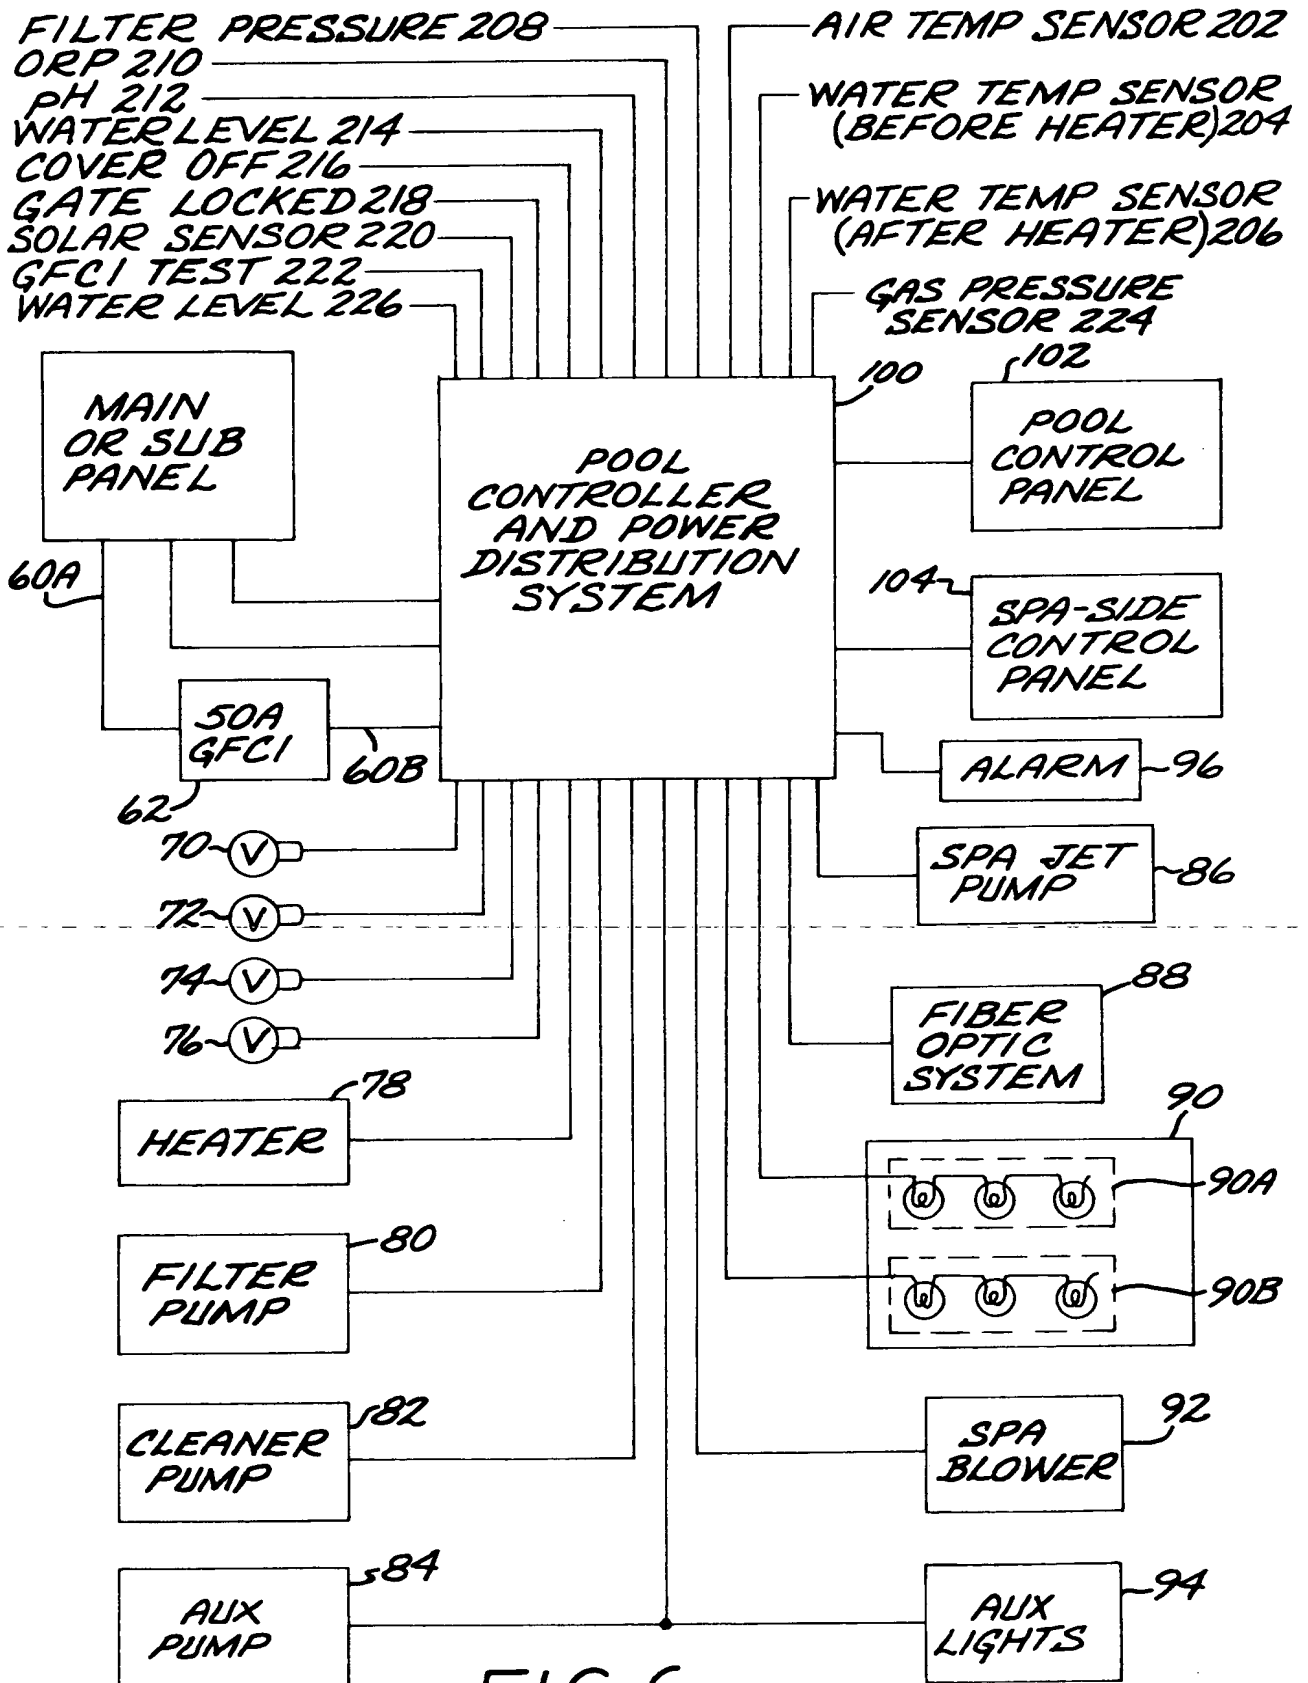 FILTER PRESSURE 208
ORP 210
pH 212
WATER LEVEL 214
COVER OFF 216
GATE LOCKED 218
SOLAR SENSOR 220
GFCI TEST 222
WATER LEVEL 226
AIR TEMP SENSOR 202
WATER TEMP SENSOR
(BEFORE HEATER) 204
WATER TEMP SENSOR
(AFTER HEATER) 206
GAS PRESSURE
SENSOR 224
MAIN
OR SUB
PANEL
POOL
CONTROLLER
AND POWER
DISTRIBUTION
SYSTEM
100
102
POOL
CONTROL
PANEL
60A
104
SPA-SIDE
CONTROL
PANEL
50A
GFCI
60B
62
ALARM
96
70
V
72
V
74
V
76
V
SPA JET
PUMP
86
88
FIBER
OPTIC
SYSTEM
78
HEATER
90
90A
90B
80
FILTER
PUMP
82
CLEANER
PUMP
92
SPA
BLOWER
84
AUX
PUMP
94
AUX
LIGHTS
FIG. 6